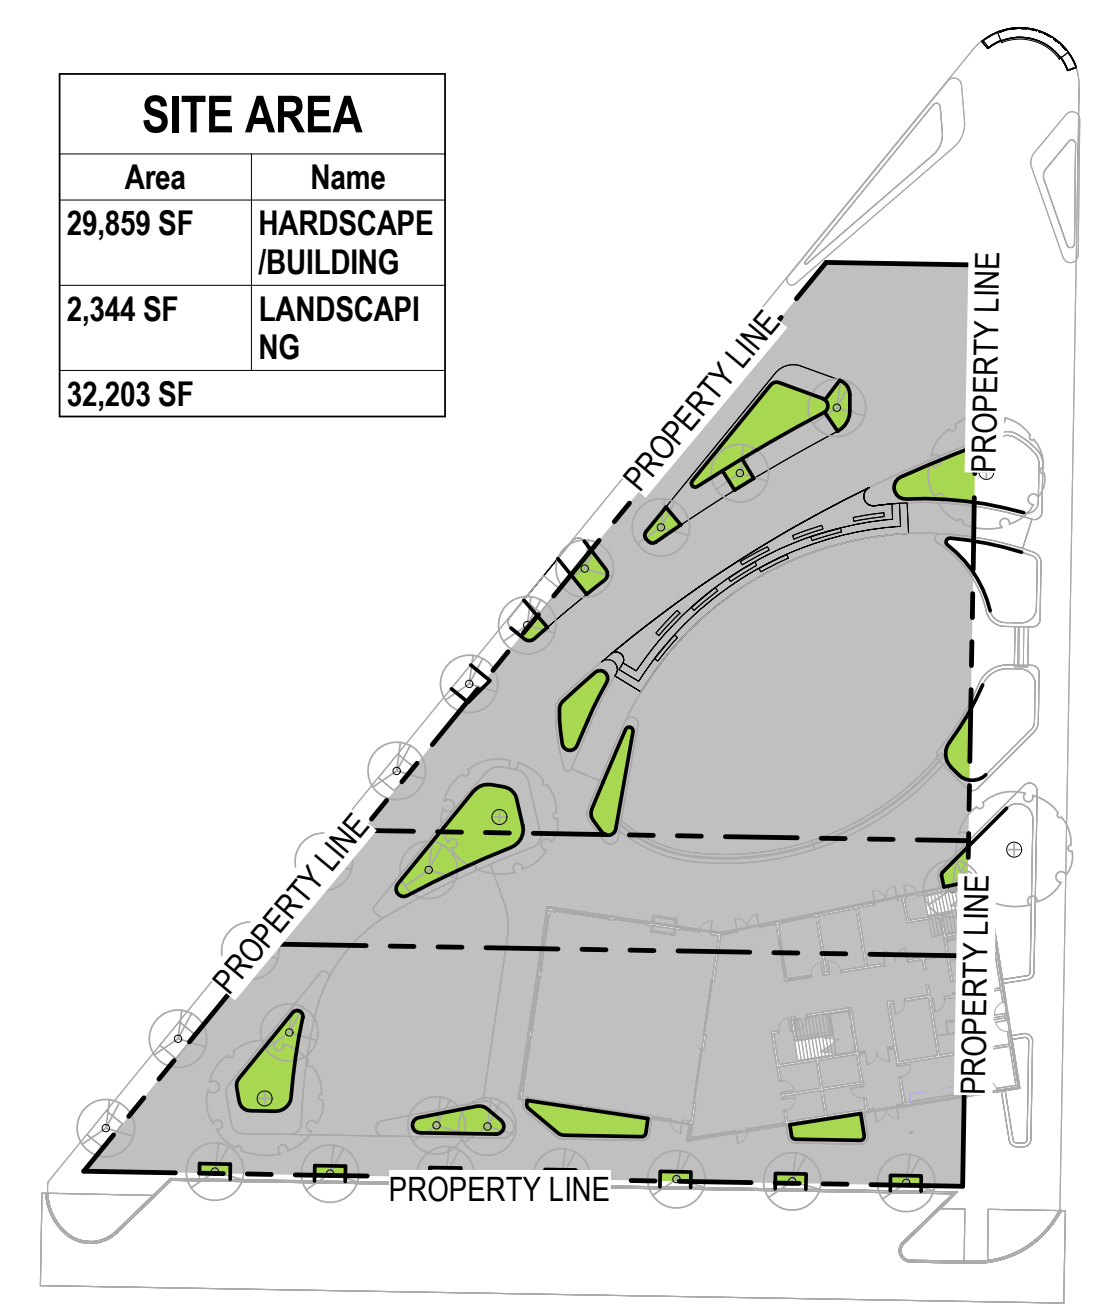 SITE AREA
Area Name
29,859 SF HARDSCAPE
/BUILDING
2,344 SF LANDSCAPI
NG
32,203 SF
PROPERTY LINE
PROPERTY LINE
PROPERTY LINE
PROPERTY LINE
PROPERTY LINE